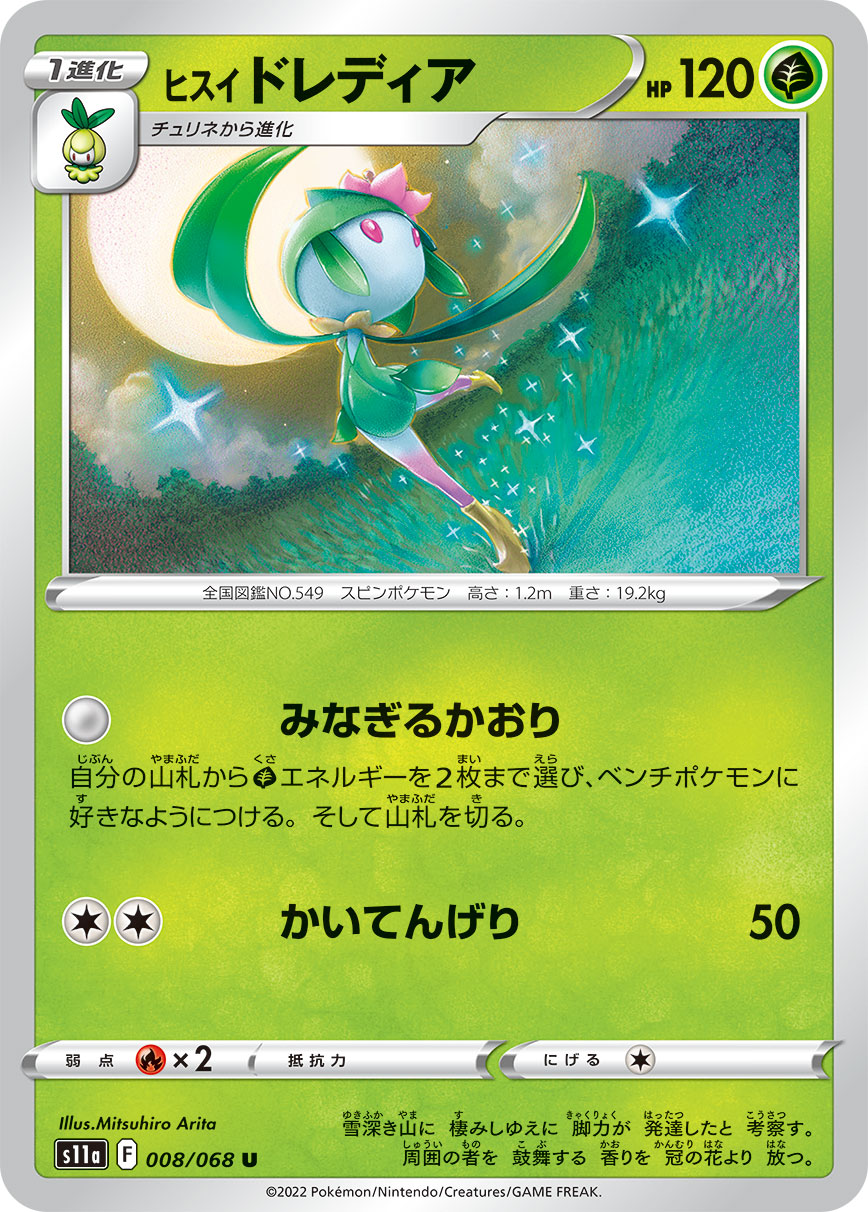 1進化
ヒスイ ドレディア HP 120
チュリネから進化
全国図鑑NO.549 スピンポケモン 高さ：1.2m 重さ：19.2kg
みなぎるかおり
自分の山札からエネルギーを2枚まで選び、ベンチポケモンに
好きなようにつける。そして山札を切る。
かいてんげり 50
弱点 ×2 抵抗力 にげる
Illus.Mitsuhiro Arita
雪深き山に 棲みしゆえに 脚力が 発達したと 考察す。
周囲の者を 鼓舞する 香りを 冠の花より 放つ。
s11a F 008/068 U
©2022 Pokémon/Nintendo/Creatures/GAME FREAK.